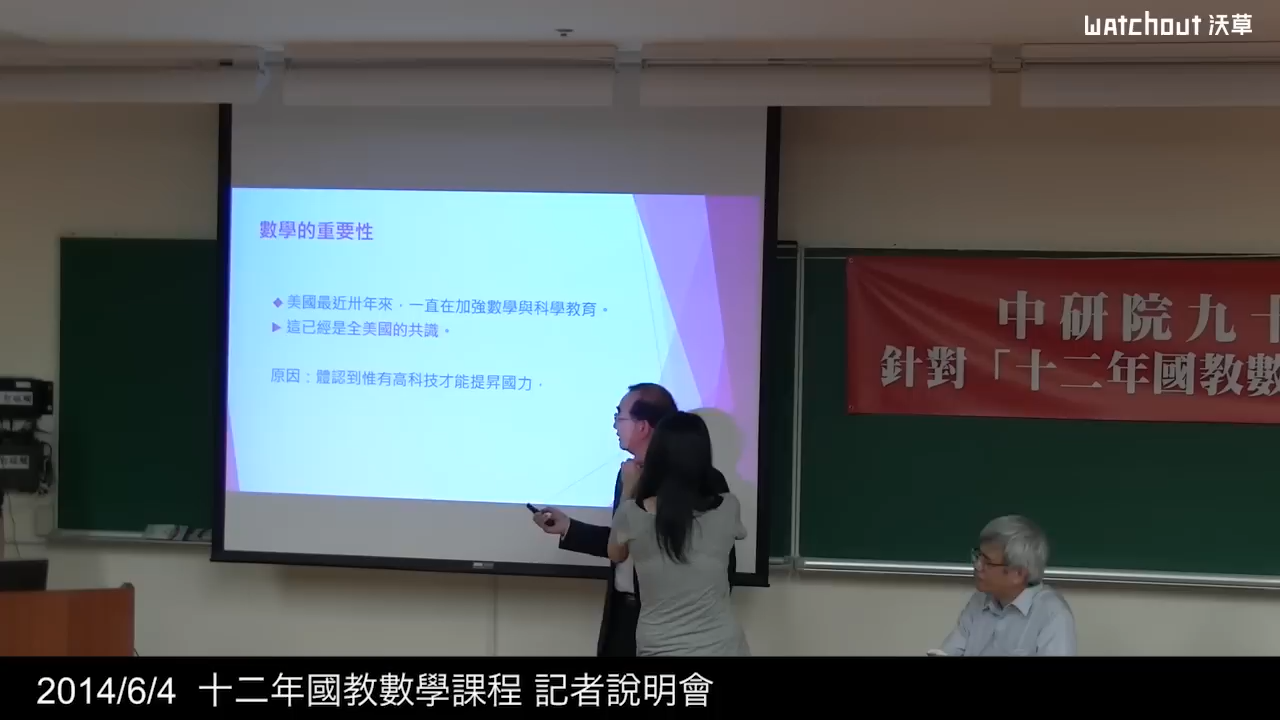 watchout 沃草
數學的重要性
◆ 美國最近卅年來，一直在加強數學與科學教育。
▶ 這已經是全美國的共識。
原因：體認到惟有高科技才能提昇國力，
中研院九十
針對「十二年國教數
2014/6/4 十二年國教數學課程 記者說明會